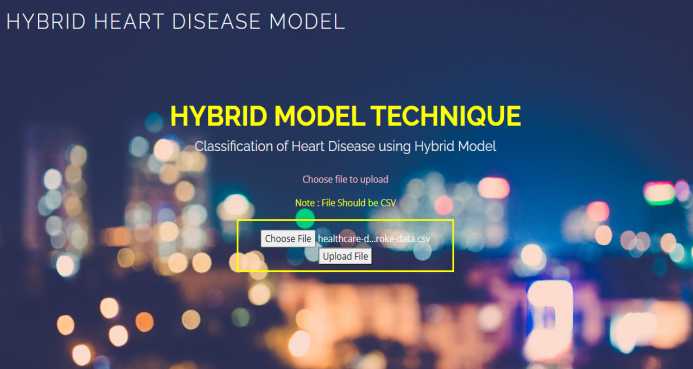 HYBRID HEART DISEASE MODEL
HYBRID MODEL TECHNIQUE
Classification of Heart Disease using Hybrid Model
Choose file to upload
Note : File Should be CSV
Choose File healthcare-d...roke-data.csv
Upload File